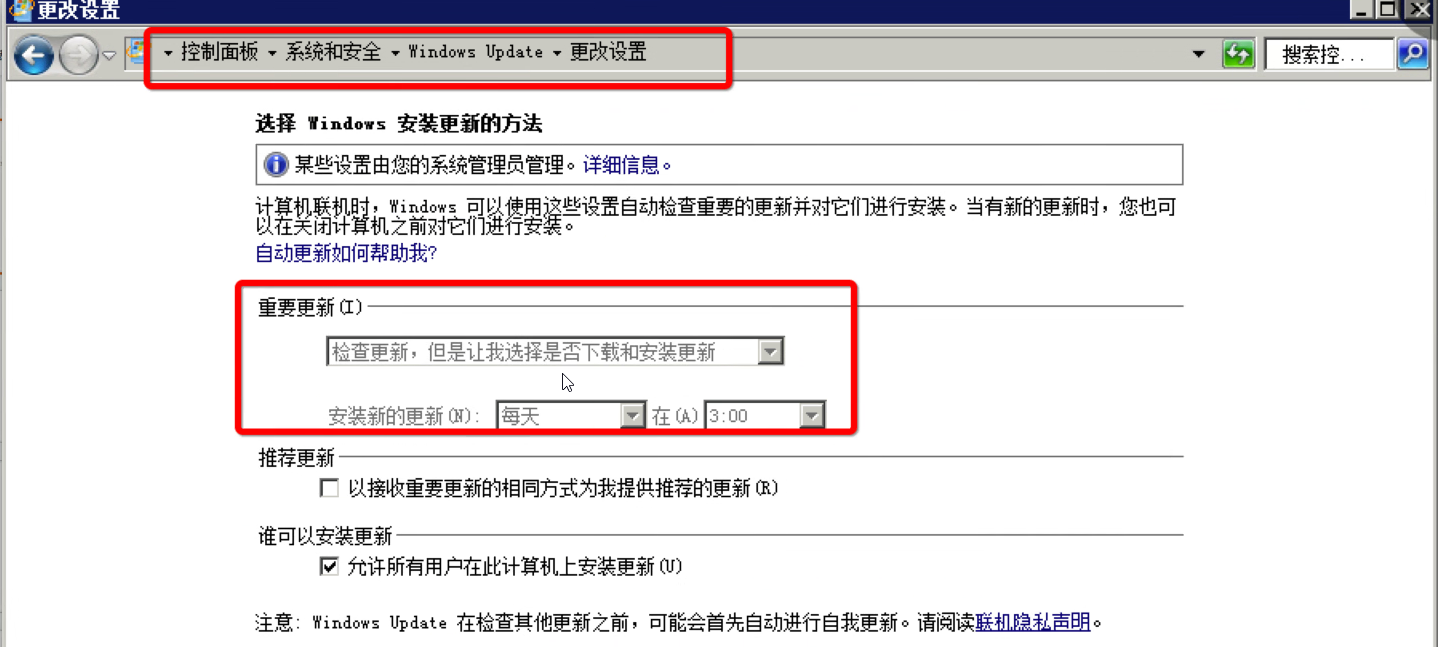 更改设置
控制面板 系统和安全 Windows Update 更改设置 搜索控...
选择 Windows 安装更新的方法
某些设置由您的系统管理员管理。详细信息。
计算机联机时，Windows 可以使用这些设置自动检查重要的更新并对它们进行安装。当有新的更新时，您也可
以在关闭计算机之前对它们进行安装。
自动更新如何帮助我?
重要更新(I)
检查更新，但是让我选择是否下载和安装更新
安装新的更新(N): 每天 在(A) 3:00
推荐更新
以接收重要更新的相同方式为我提供推荐的更新(R)
谁可以安装更新
允许所有用户在此计算机上安装更新(U)
注意: Windows Update 在检查其他更新之前，可能会首先自动进行自我更新。请阅读联机隐私声明。